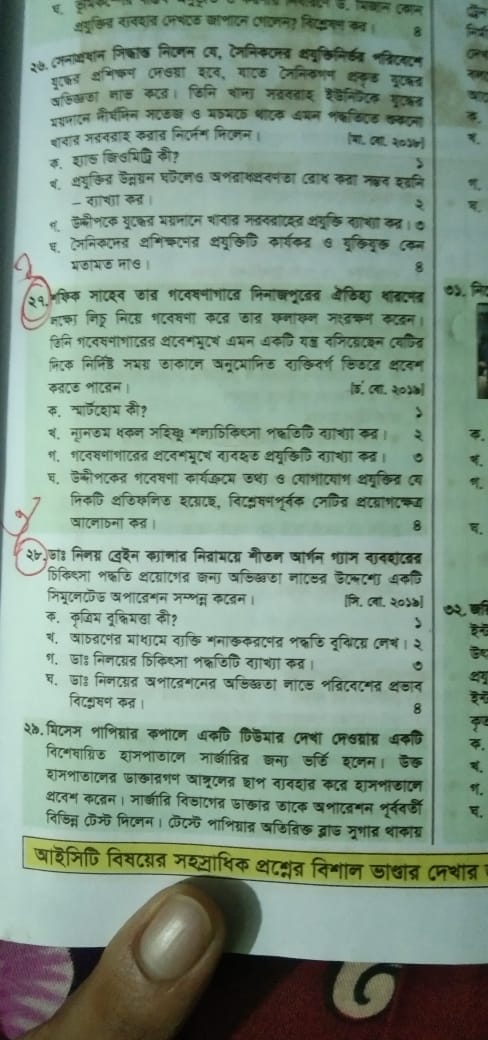 প্রযুক্তির ব্যবহার শেখাতে জাপানে গেলেন? বিশ্লেষণ কর। ৪
২৬. সেনাপ্রধান সিদ্ধান্ত নিলেন যে, সৈনিকদের প্রযুক্তিনির্ভর পরিবেশে
যুদ্ধের প্রশিক্ষণ দেওয়া হবে, যাতে সৈনিকগণ প্রকৃত যুদ্ধের
অভিজ্ঞতা লাভ করে। তিনি খাদ্য সরবরাহ ইউনিটকে যুদ্ধের
ময়দানে দীর্ঘদিন সতেজ ও মচমচে থাকে এমন পদ্ধতিতে শুকনো
খাবার সরবরাহ করার নির্দেশ দিলেন। [মা. বো. ২০১৮]
ক. হ্যান্ড জিওমিট্রি কী? ১
খ. প্রযুক্তির উন্নয়ন ঘটলেও অপরাধপ্রবণতা রোধ করা সম্ভব হয়নি
– ব্যাখ্যা কর। ২
গ. উদ্দীপকে যুদ্ধের ময়দানে খাবার সরবরাহের প্রযুক্তি ব্যাখ্যা কর। ৩
ঘ. সৈনিকদের প্রশিক্ষণের প্রযুক্তিটি কার্যকর ও যুক্তিযুক্ত কেন
মতামত দাও। ৪
২৭. শফিক সাহেব তার গবেষণাগারে দিনাজপুরের ঐতিহ্য ধারণের
লক্ষ্যে লিচু নিয়ে গবেষণা করে তার ফলাফল সংরক্ষণ করেন।
তিনি গবেষণাগারের প্রবেশমুখে এমন একটি যন্ত্র বসিয়েছেন যেটির
দিকে নির্দিষ্ট সময় তাকালে অনুমোদিত ব্যক্তিবর্গ ভিতরে প্রবেশ
করতে পারেন। [ঢা. বো. ২০১৯]
ক. স্মার্টহোম কী? ১
খ. ন্যূনতম ধকল সহিষ্ণু শল্যচিকিৎসা পদ্ধতিটি ব্যাখ্যা কর। ২
গ. গবেষণাগারের প্রবেশমুখে ব্যবহৃত প্রযুক্তিটি ব্যাখ্যা কর। ৩
ঘ. উদ্দীপকের গবেষণা কার্যক্রমে তথ্য ও যোগাযোগ প্রযুক্তির যে
দিকটি প্রতিফলিত হয়েছে, বিশ্লেষণপূর্বক সেটির প্রয়োগক্ষেত্র
আলোচনা কর। ৪
২৮. ডাঃ নিলয় ব্রেইন ক্যান্সার নিরাময়ে শীতল আর্গন গ্যাস ব্যবহারের
চিকিৎসা পদ্ধতি প্রয়োগের জন্য অভিজ্ঞতা লাভের উদ্দেশ্যে একটি
সিমুলেটেড অপারেশন সম্পন্ন করেন। [দি. বো. ২০১৯]
ক. কৃত্রিম বুদ্ধিমত্তা কী? ১
খ. আচরণের মাধ্যমে ব্যক্তি শনাক্তকরণের পদ্ধতি বুঝিয়ে লেখ। ২
গ. ডাঃ নিলয়ের চিকিৎসা পদ্ধতিটি ব্যাখ্যা কর। ৩
ঘ. ডাঃ নিলয়ের অপারেশনের অভিজ্ঞতা লাভে পরিবেশের প্রভাব
বিশ্লেষণ কর। ৪
২৯. মিসেস পাপিয়ার কপালে একটি টিউমার দেখা দেওয়ায় একটি
বিশেষায়িত হাসপাতালে সার্জারির জন্য ভর্তি হলেন। উক্ত
হাসপাতালের ডাক্তারগণ আঙ্গুলের ছাপ ব্যবহার করে হাসপাতালে
প্রবেশ করেন। সার্জারি বিভাগের ডাক্তার তাকে অপারেশন পূর্ববর্তী
বিভিন্ন টেস্ট দিলেন। টেস্টে পাপিয়ার অতিরিক্ত ব্লাড সুগার থাকায়
আইসিটি বিষয়ের সহস্রাধিক প্রশ্নের বিশাল ভাণ্ডার দেখার